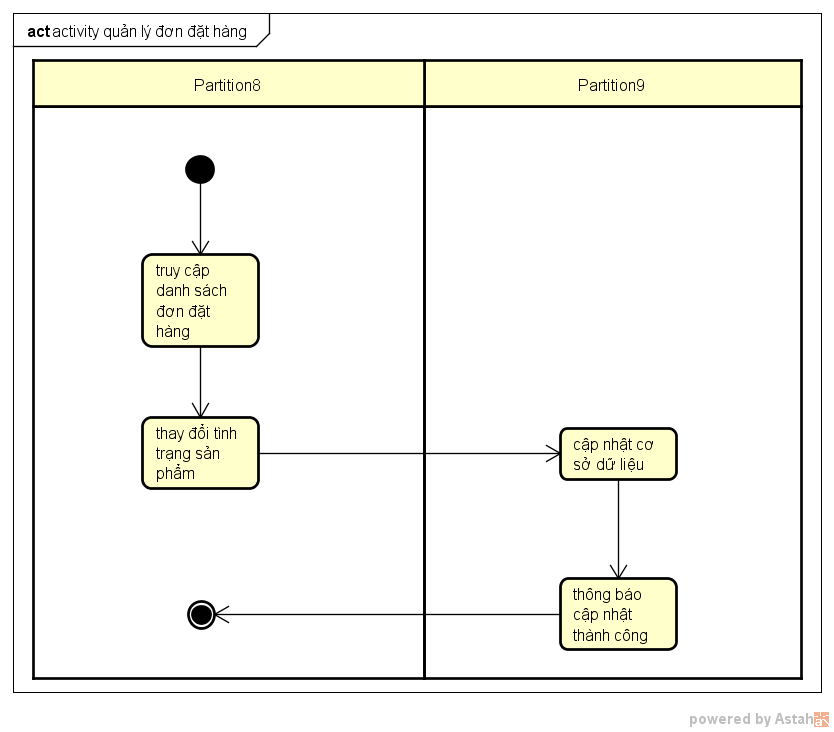 act activity quản lý đơn đặt hàng
Partition8
Partition9
truy cập
danh sách
đơn đặt
hàng
thay đổi tình
trạng sản
phẩm
cập nhật cơ
sở dữ liệu
thông báo
cập nhật
thành công
powered by Astah